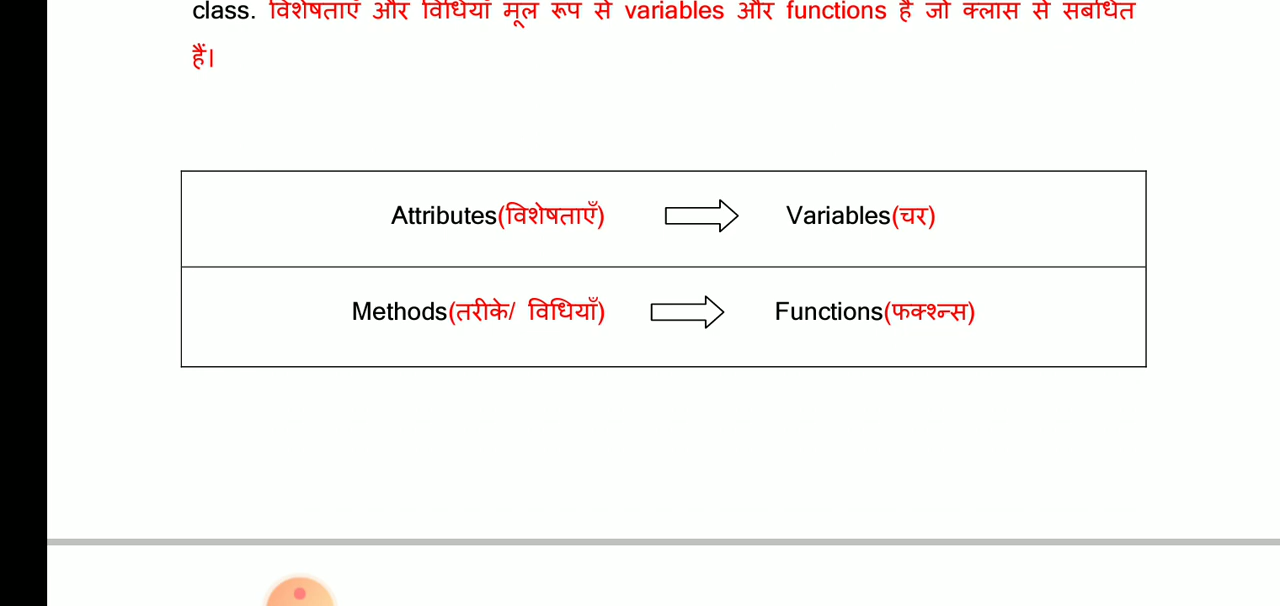 class. विशेषताएँ और विधियाँ मूल रूप से variables और functions हैं जो क्लास से संबंधित
हैं।
Attributes(विशेषताएँ) Variables(चर)
Methods(तरीके/ विधियाँ) Functions(फक्श्न्स)